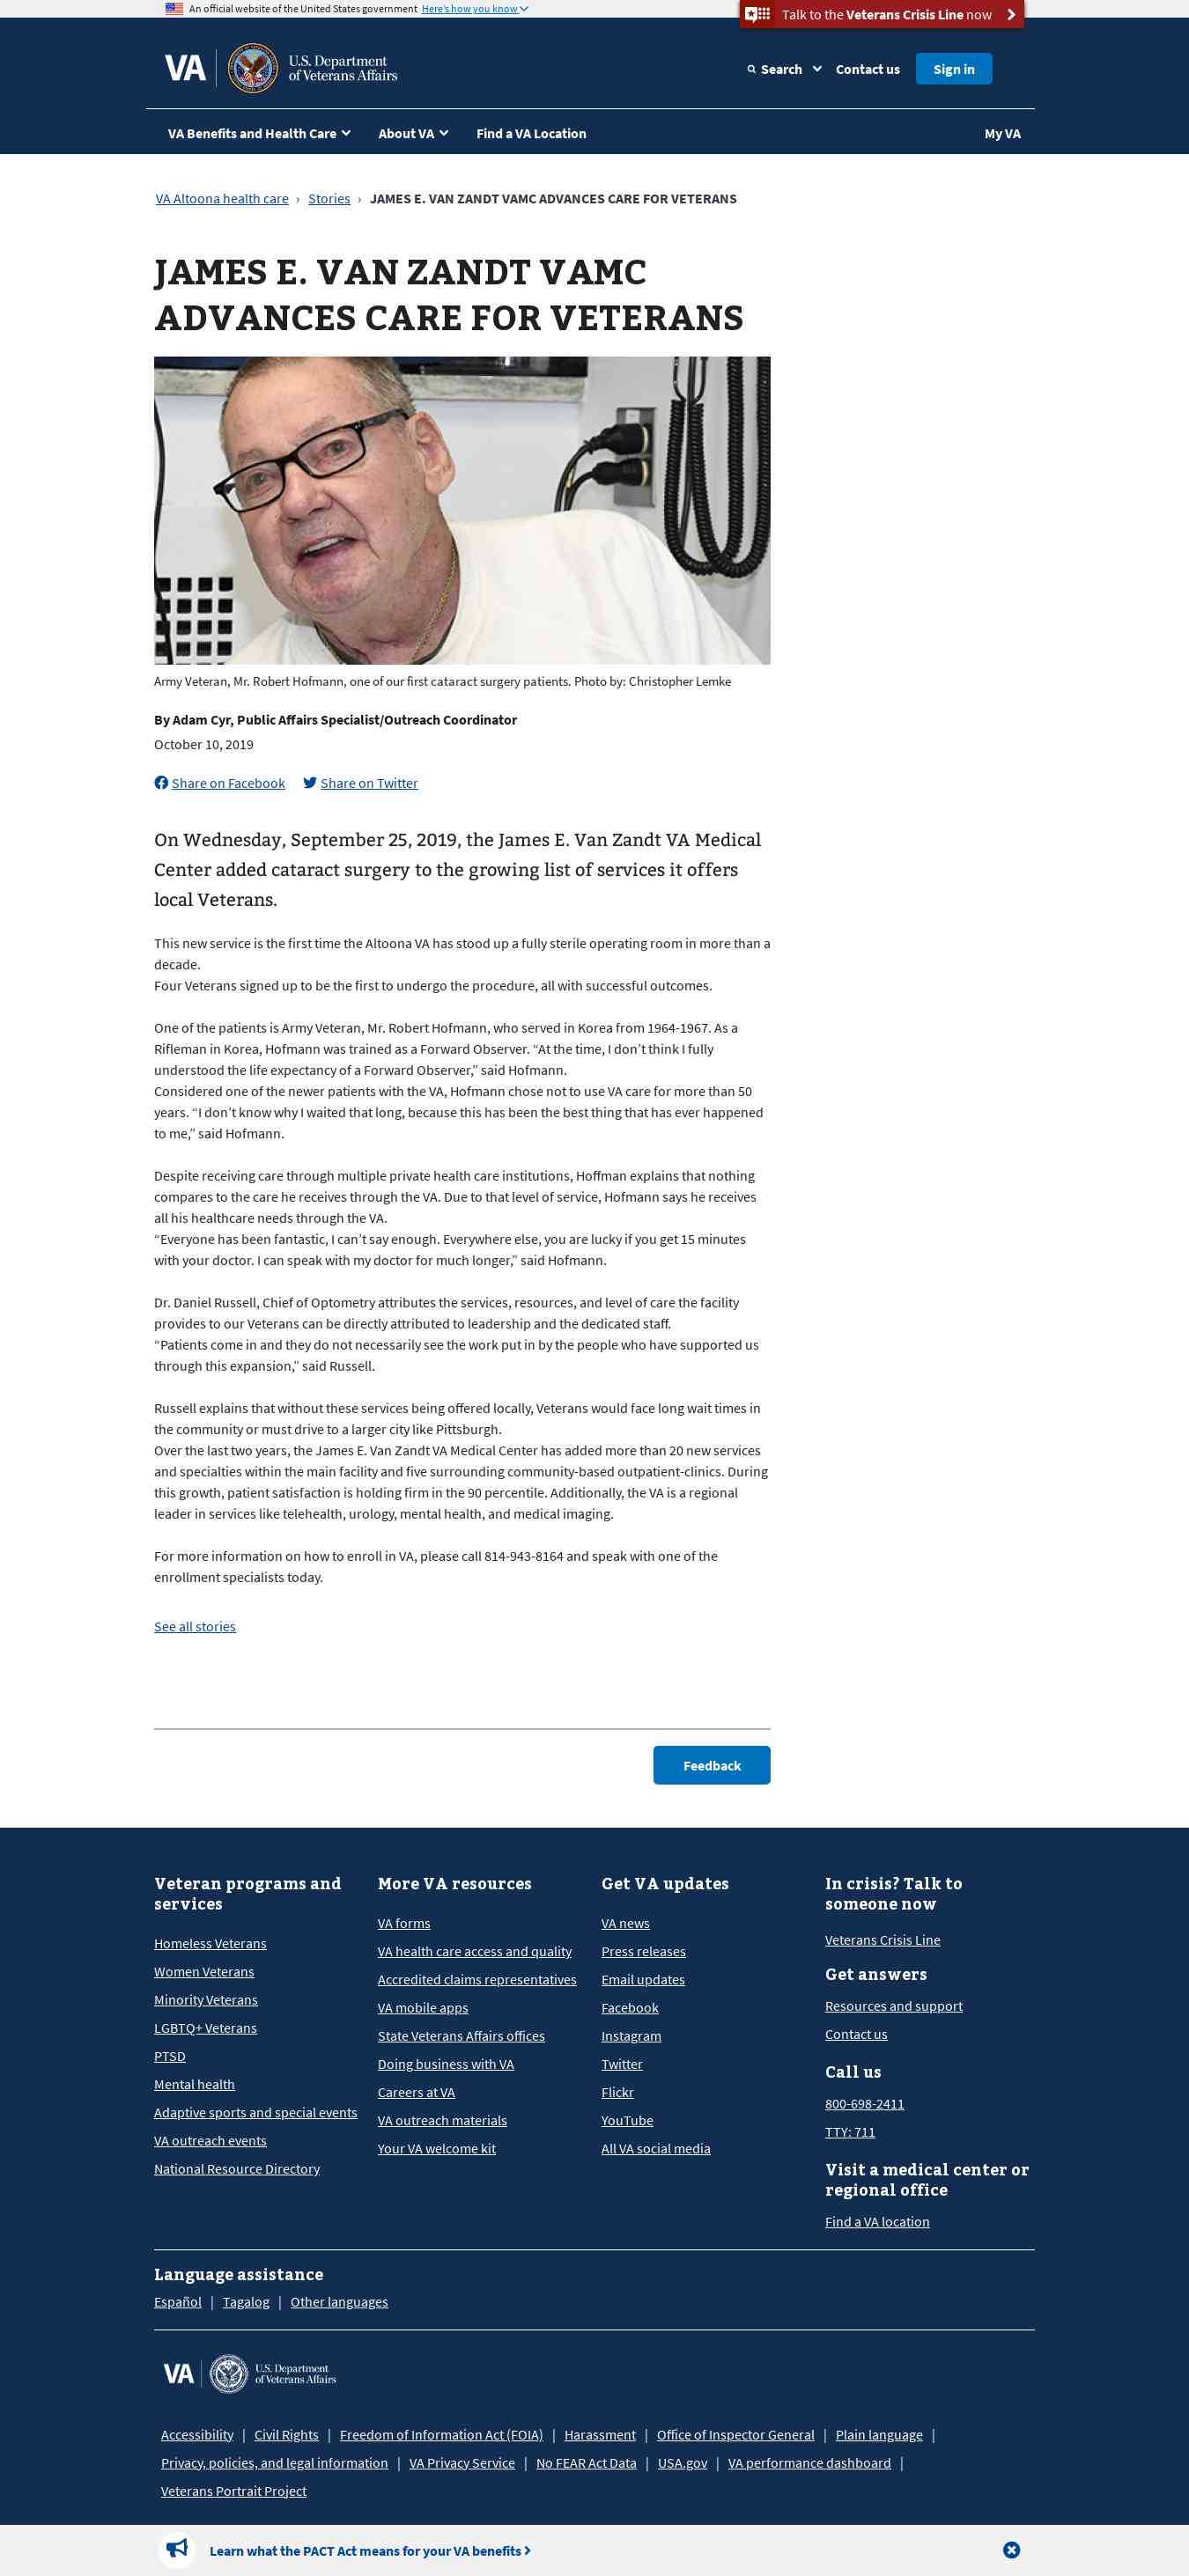 An official website of the United States government Here's how you know
Talk to the Veterans Crisis Line now
VA U.S. Department
of Veterans Affairs
Search Contact us Sign in
VA Benefits and Health Care About VA Find a VA Location My VA
VA Altoona health care › Stories › JAMES E. VAN ZANDT VAMC ADVANCES CARE FOR VETERANS
JAMES E. VAN ZANDT VAMC
ADVANCES CARE FOR VETERANS
Army Veteran, Mr. Robert Hofmann, one of our first cataract surgery patients. Photo by: Christopher Lemke
By Adam Cyr, Public Affairs Specialist/Outreach Coordinator
October 10, 2019
Share on Facebook Share on Twitter
On Wednesday, September 25, 2019, the James E. Van Zandt VA Medical
Center added cataract surgery to the growing list of services it offers
local Veterans.
This new service is the first time the Altoona VA has stood up a fully sterile operating room in more than a
decade.
Four Veterans signed up to be the first to undergo the procedure, all with successful outcomes.
One of the patients is Army Veteran, Mr. Robert Hofmann, who served in Korea from 1964-1967. As a
Rifleman in Korea, Hofmann was trained as a Forward Observer. “At the time, I don’t think I fully
understood the life expectancy of a Forward Observer,” said Hofmann.
Considered one of the newer patients with the VA, Hofmann chose not to use VA care for more than 50
years. “I don’t know why I waited that long, because this has been the best thing that has ever happened
to me,” said Hofmann.
Despite receiving care through multiple private health care institutions, Hoffman explains that nothing
compares to the care he receives through the VA. Due to that level of service, Hofmann says he receives
all his healthcare needs through the VA.
“Everyone has been fantastic, I can’t say enough. Everywhere else, you are lucky if you get 15 minutes
with your doctor. I can speak with my doctor for much longer,” said Hofmann.
Dr. Daniel Russell, Chief of Optometry attributes the services, resources, and level of care the facility
provides to our Veterans can be directly attributed to leadership and the dedicated staff.
“Patients come in and they do not necessarily see the work put in by the people who have supported us
through this expansion,” said Russell.
Russell explains that without these services being offered locally, Veterans would face long wait times in
the community or must drive to a larger city like Pittsburgh.
Over the last two years, the James E. Van Zandt VA Medical Center has added more than 20 new services
and specialties within the main facility and five surrounding community-based outpatient-clinics. During
this growth, patient satisfaction is holding firm in the 90 percentile. Additionally, the VA is a regional
leader in services like telehealth, urology, mental health, and medical imaging.
For more information on how to enroll in VA, please call 814-943-8164 and speak with one of the
enrollment specialists today.
See all stories
Feedback
Veteran programs and
services
Homeless Veterans
Women Veterans
Minority Veterans
LGBTQ+ Veterans
PTSD
Mental health
Adaptive sports and special events
VA outreach events
National Resource Directory
More VA resources
VA forms
VA health care access and quality
Accredited claims representatives
VA mobile apps
State Veterans Affairs offices
Doing business with VA
Careers at VA
VA outreach materials
Your VA welcome kit
Get VA updates
VA news
Press releases
Email updates
Facebook
Instagram
Twitter
Flickr
YouTube
All VA social media
In crisis? Talk to
someone now
Veterans Crisis Line
Get answers
Resources and support
Contact us
Call us
800-698-2411
TTY: 711
Visit a medical center or
regional office
Find a VA location
Language assistance
Español | Tagalog | Other languages
VA U.S. Department
of Veterans Affairs
Accessibility | Civil Rights | Freedom of Information Act (FOIA) | Harassment | Office of Inspector General | Plain language |
Privacy, policies, and legal information | VA Privacy Service | No FEAR Act Data | USA.gov | VA performance dashboard |
Veterans Portrait Project
Learn what the PACT Act means for your VA benefits